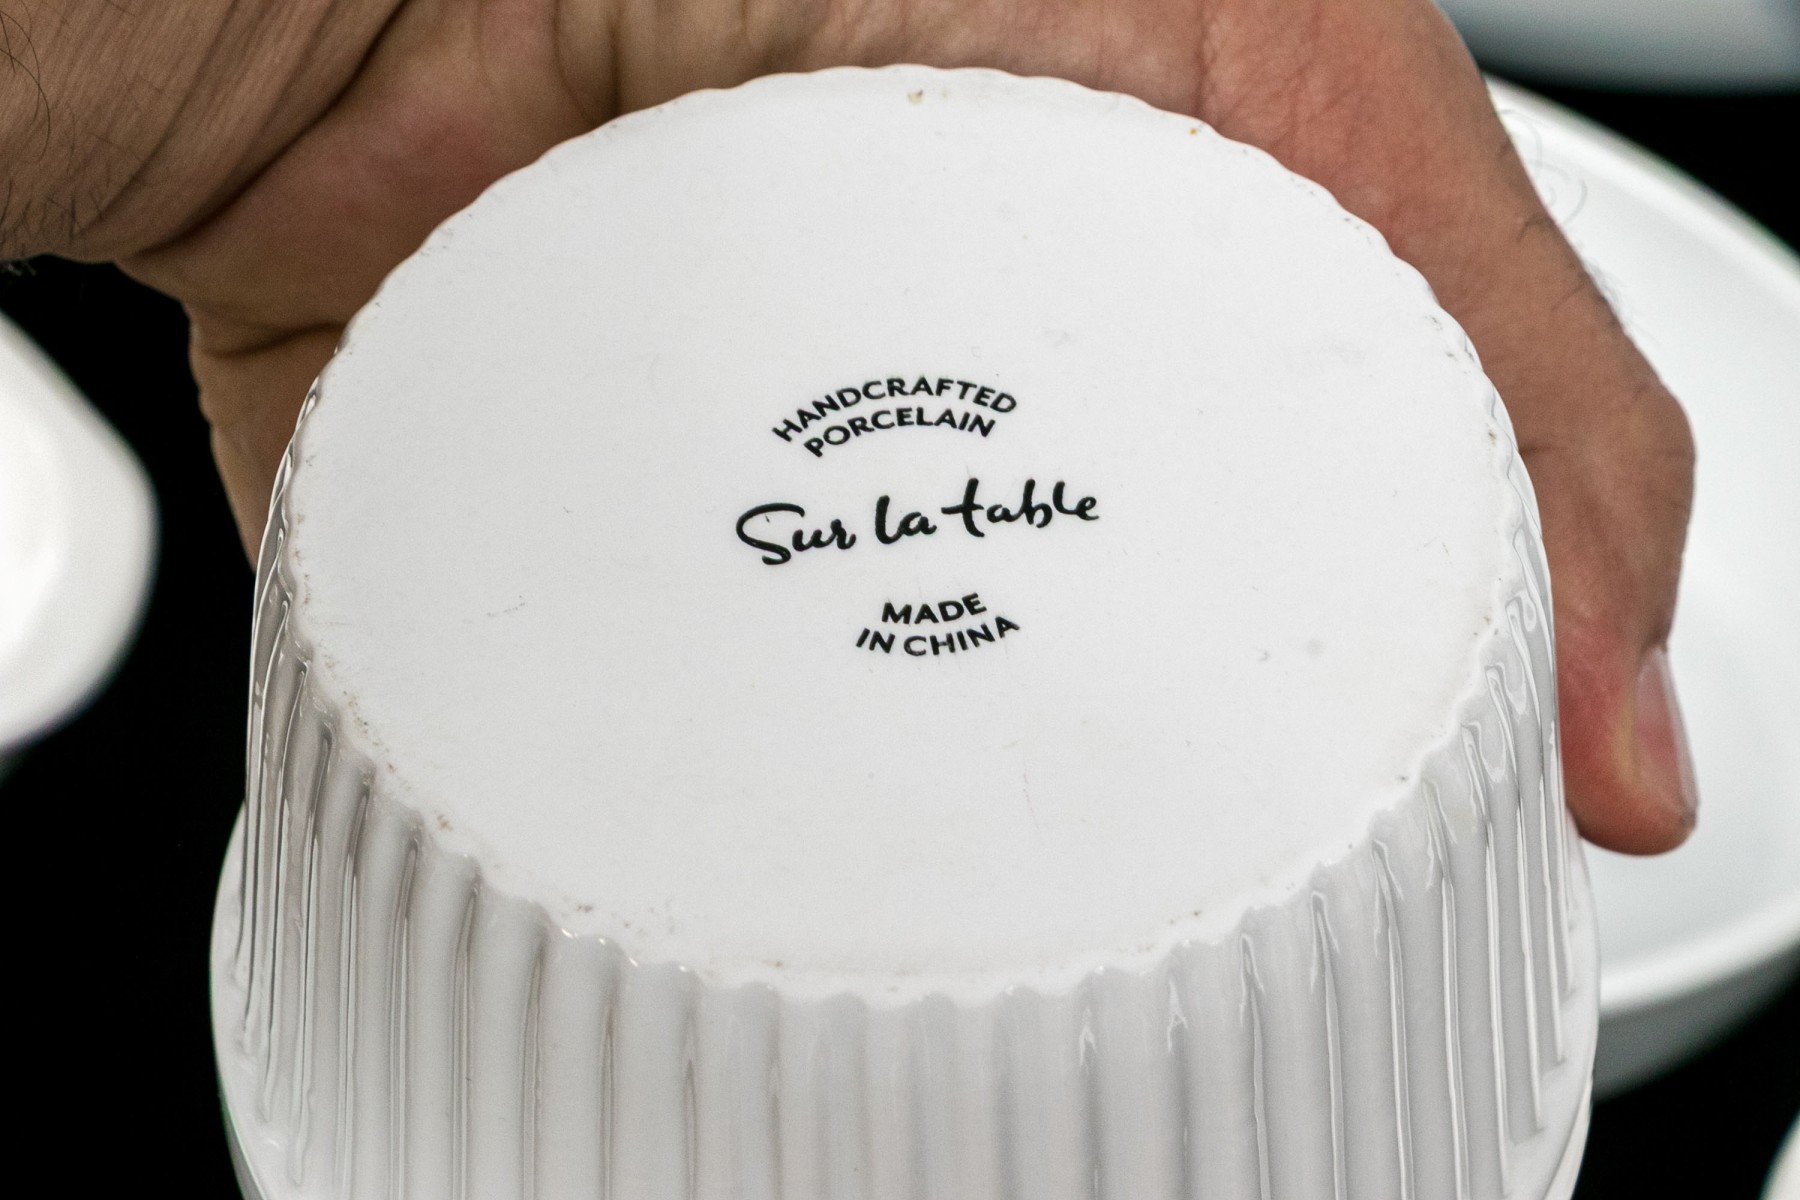 HANDCRAFTED
PORCELAIN
Sur la table
MADE
IN CHINA